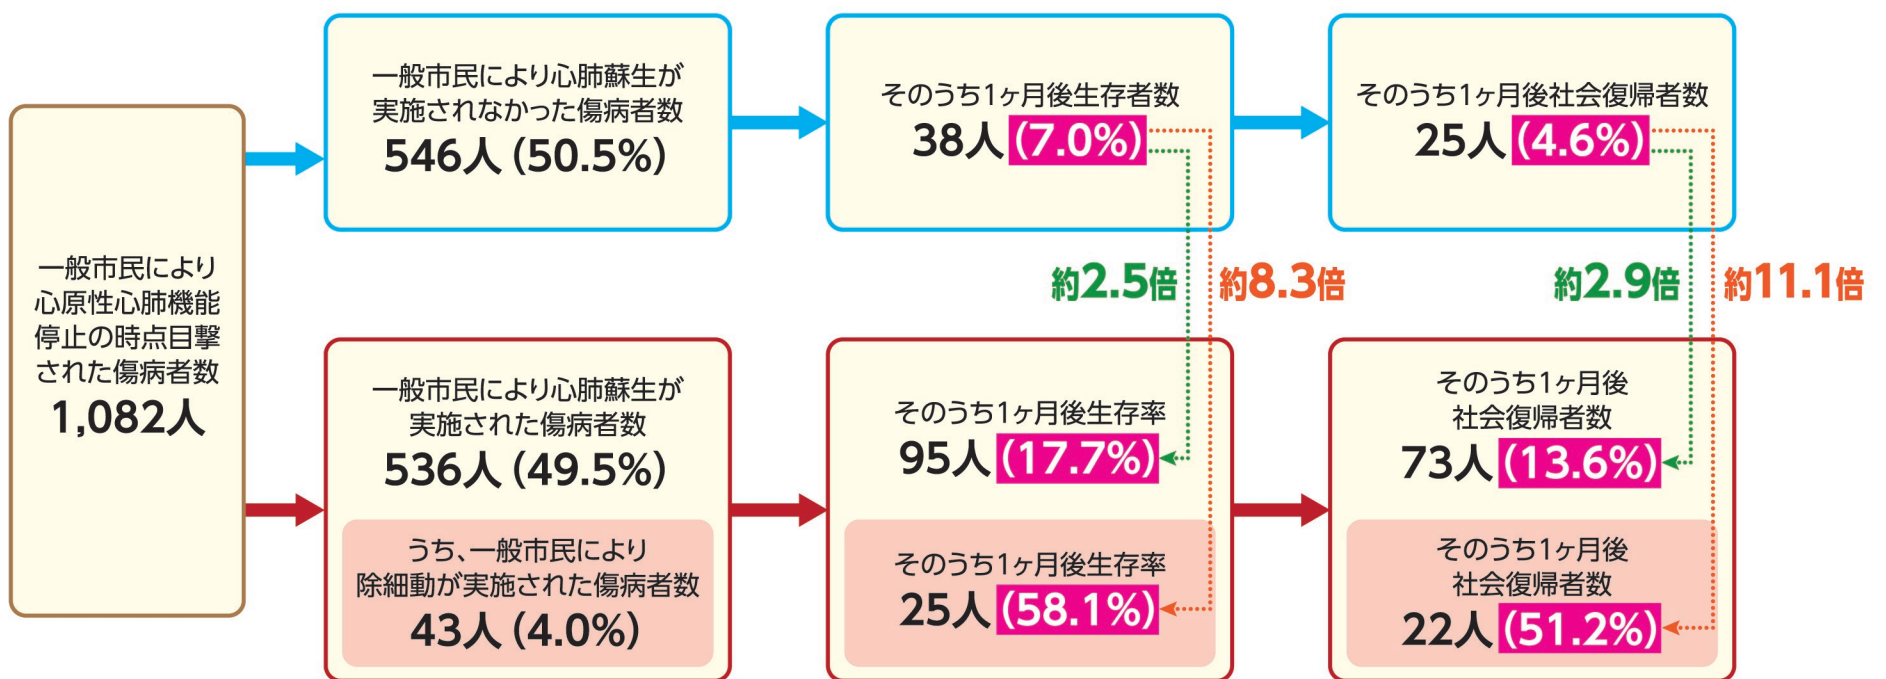 一般市民により
心原性心肺機能
停止の時点目撃
された傷病者数
1,082人
一般市民により心肺蘇生が
実施されなかった傷病者数
546人 (50.5%)
そのうち1ヶ月後生存者数
38人 (7.0%)
そのうち1ヶ月後社会復帰者数
25人 (4.6%)
約2.5倍
約8.3倍
約2.9倍
約11.1倍
一般市民により心肺蘇生が
実施された傷病者数
536人 (49.5%)
うち、一般市民により
除細動が実施された傷病者数
43人 (4.0%)
そのうち1ヶ月後生存率
95人 (17.7%)
そのうち1ヶ月後生存率
25人 (58.1%)
そのうち1ヶ月後
社会復帰者数
73人 (13.6%)
そのうち1ヶ月後
社会復帰者数
22人 (51.2%)